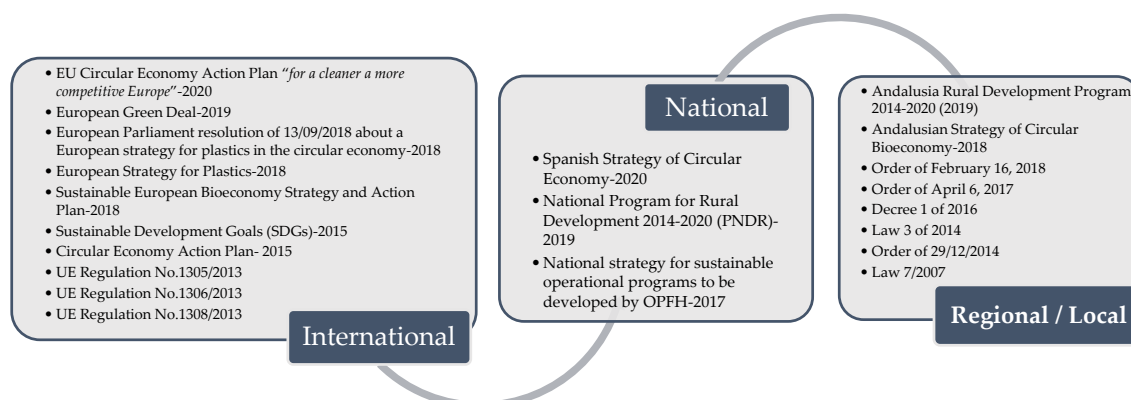 • EU Circular Economy Action Plan “for a cleaner a more
competitive Europe”-2020
• European Green Deal-2019
• European Parliament resolution of 13/09/2018 about a
European strategy for plastics in the circular economy-2018
• European Strategy for Plastics-2018
• Sustainable European Bioeconomy Strategy and Action
Plan-2018
• Sustainable Development Goals (SDGs)-2015
• Circular Economy Action Plan- 2015
• UE Regulation No.1305/2013
• UE Regulation No.1306/2013
• UE Regulation No.1308/2013
International
National
• Spanish Strategy of Circular
Economy-2020
• National Program for Rural
Development 2014-2020 (PNDR)-
2019
• National strategy for sustainable
operational programs to be
developed by OPFH-2017
• Andalusia Rural Development Program
2014-2020 (2019)
• Andalusian Strategy of Circular
Bioeconomy-2018
• Order of February 16, 2018
• Order of April 6, 2017
• Decree 1 of 2016
• Law 3 of 2014
• Order of 29/12/2014
• Law 7/2007
Regional / Local